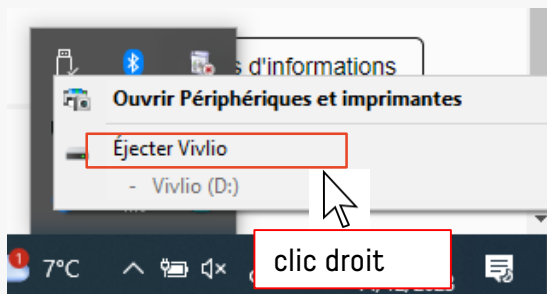 d'informations
Ouvrir Périphériques et imprimantes
Éjecter Vivlio
- Vivlio (D:)
1
7°C
clic droit